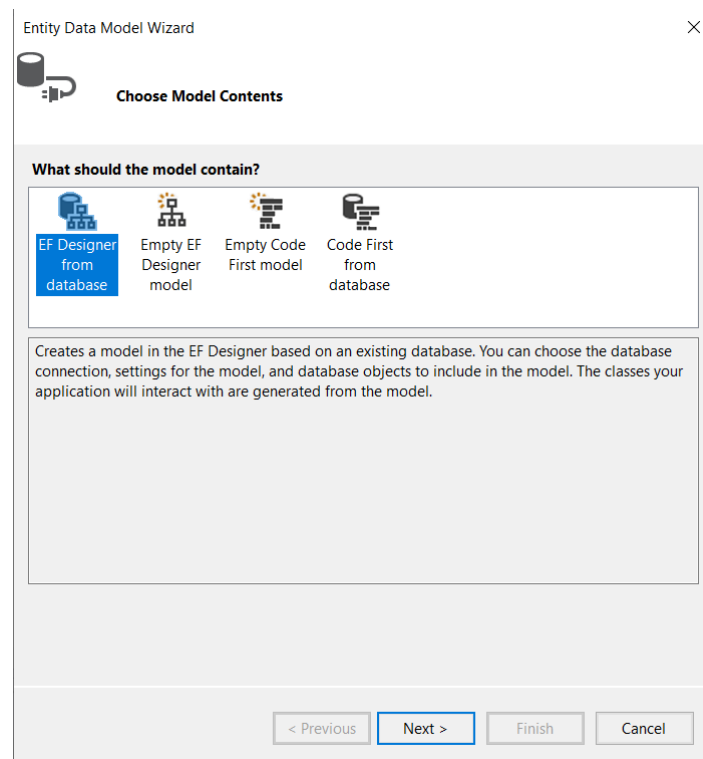 Entity Data Model Wizard
Choose Model Contents
What should the model contain?
EF Designer
from
database
Empty EF
Designer
model
Empty Code
First model
Code First
from
database
Creates a model in the EF Designer based on an existing database. You can choose the database
connection, settings for the model, and database objects to include in the model. The classes your
application will interact with are generated from the model.
< Previous
Next >
Finish
Cancel